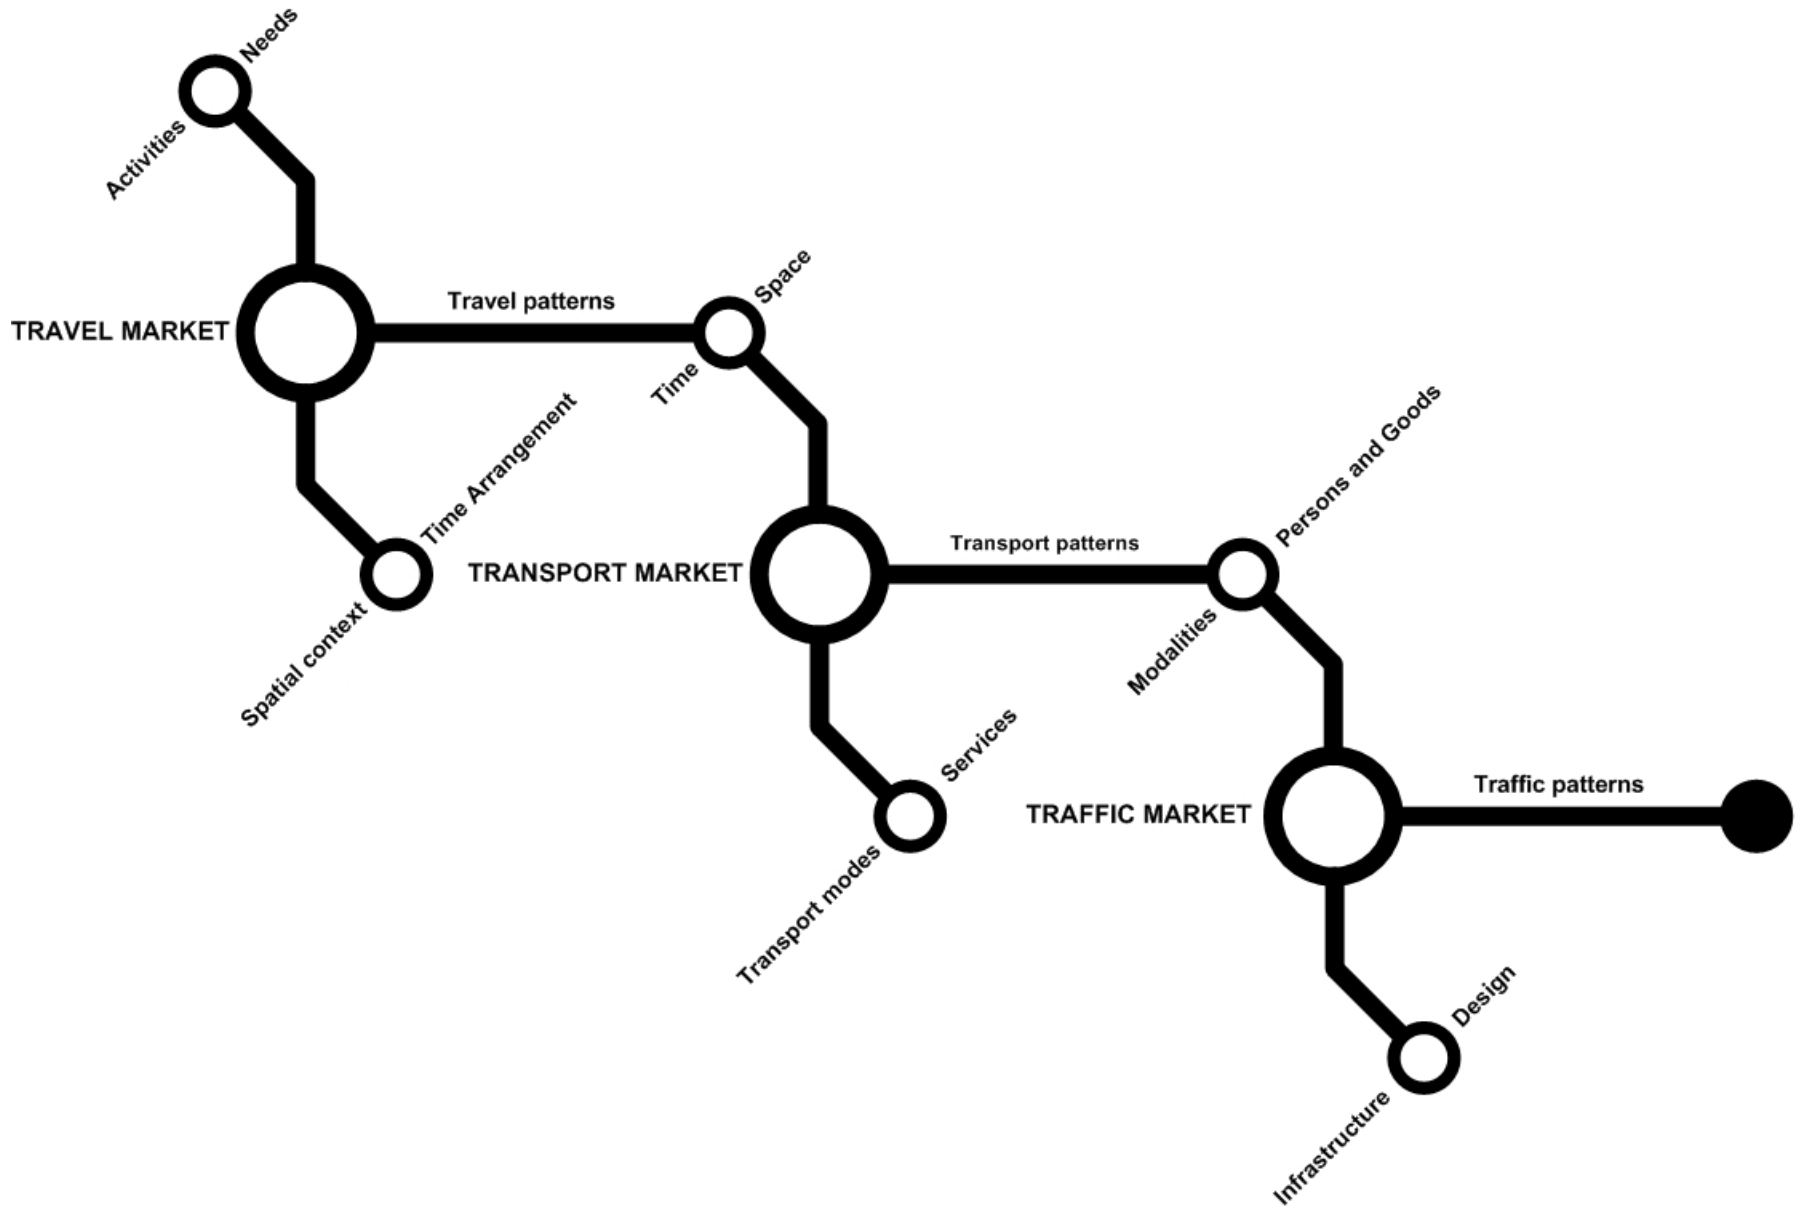 Needs
Activities
TRAVEL MARKET
Travel patterns
Space
Time
Time Arrangement
Spatial context
TRANSPORT MARKET
Transport patterns
Persons and Goods
Modalities
Services
Transport modes
TRAFFIC MARKET
Traffic patterns
Design
Infrastructure